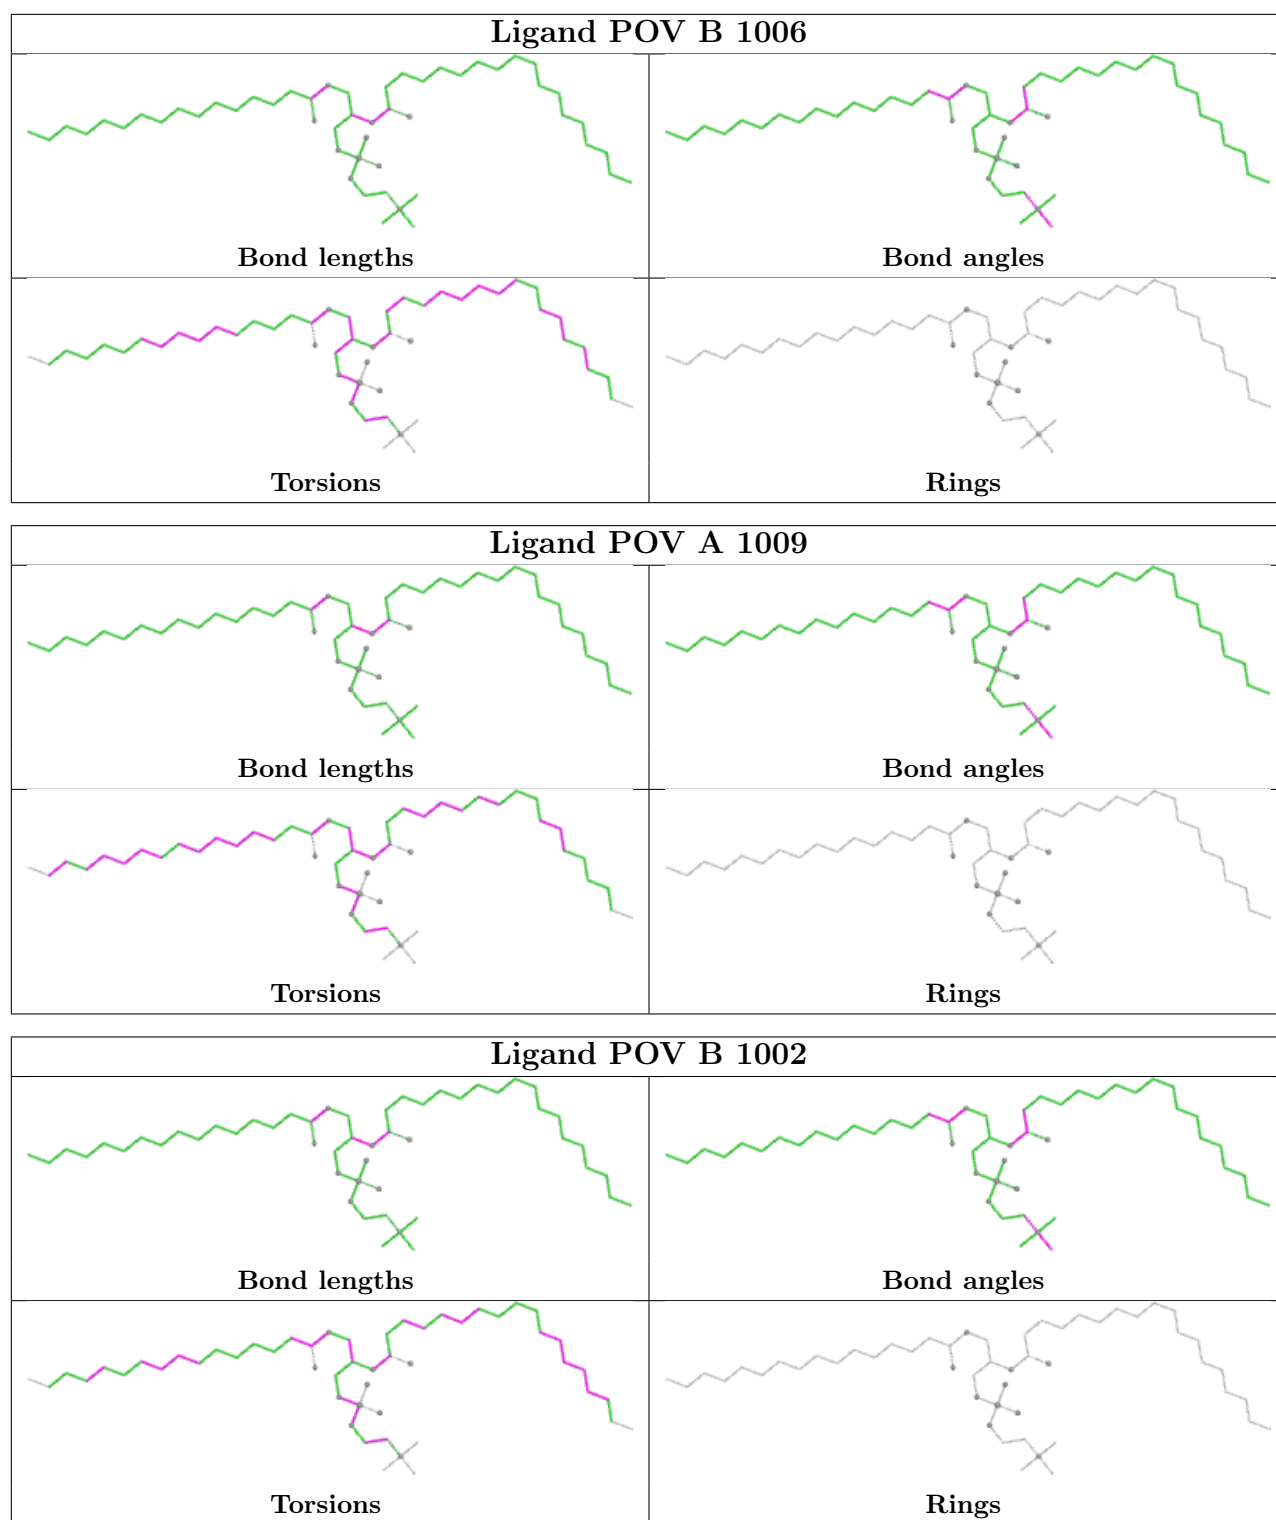 Ligand POV B 1006
Bond lengths
Bond angles
Torsions
Rings
Ligand POV A 1009
Bond lengths
Bond angles
Torsions
Rings
Ligand POV B 1002
Bond lengths
Bond angles
Torsions
Rings